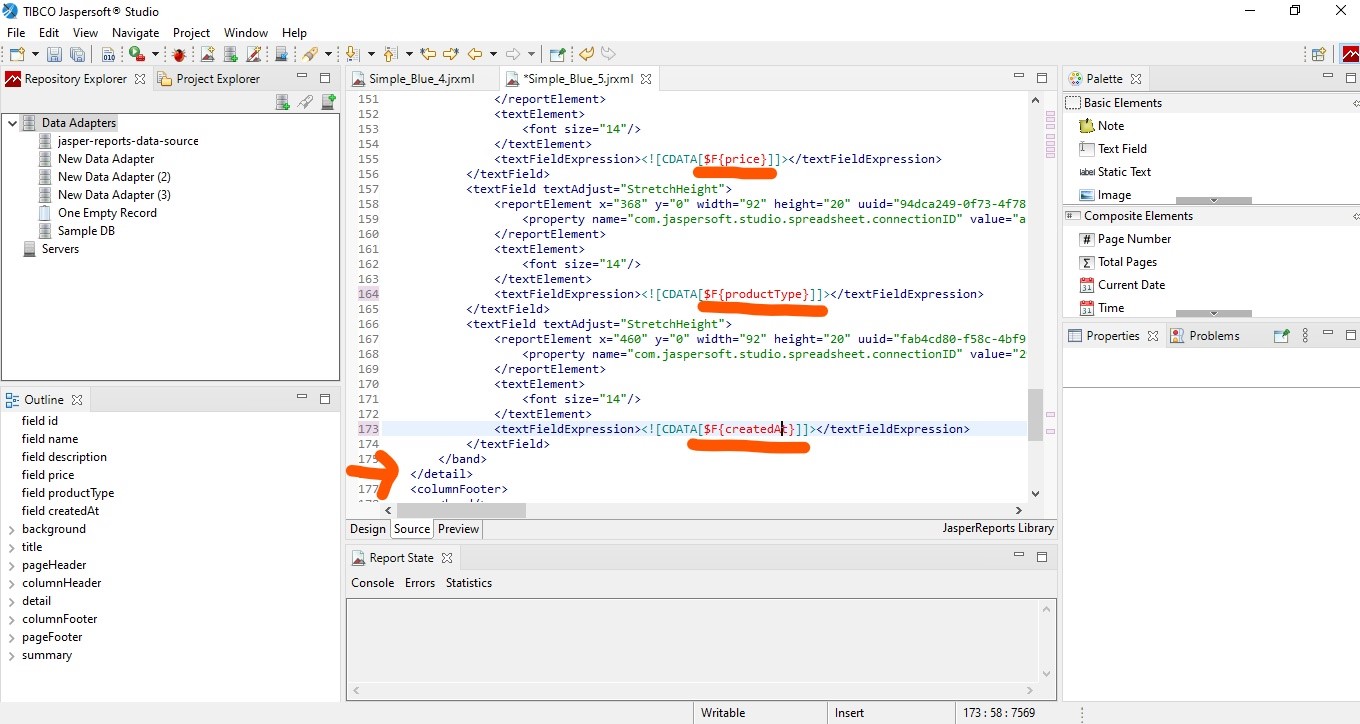 TIBCO Jaspersoft® Studio
File Edit View Navigate Project Window Help
Repository Explorer Project Explorer
Data Adapters
jasper-reports-data-source
New Data Adapter
New Data Adapter (2)
New Data Adapter (3)
One Empty Record
Sample DB
Servers
Outline
field id
field name
field description
field price
field productType
field createdAt
background
title
pageHeader
columnHeader
detail
columnFooter
pageFooter
summary
Simple_Blue_4.jrxml *Simple_Blue_5.jrxml
151 </reportElement>
152 <textElement>
153 <font size="14"/>
154 </textElement>
155 <textFieldExpression><![CDATA[$F{price}]]></textFieldExpression>
156 </textField>
157 <textField textAdjust="StretchHeight">
158 <reportElement x="368" y="0" width="92" height="20" uuid="94dca249-0f73-4f78
159 <property name="com.jaspersoft.studio.spreadsheet.connectionID" value="a
160 </reportElement>
161 <textElement>
162 <font size="14"/>
163 </textElement>
164 <textFieldExpression><![CDATA[$F{productType}]]></textFieldExpression>
165 </textField>
166 <textField textAdjust="StretchHeight">
167 <reportElement x="460" y="0" width="92" height="20" uuid="fab4cd80-f58c-4bf9
168 <property name="com.jaspersoft.studio.spreadsheet.connectionID" value="2
169 </reportElement>
170 <textElement>
171 <font size="14"/>
172 </textElement>
173 <textFieldExpression><![CDATA[$F{createdAt}]]></textFieldExpression>
174 </textField>
175 </band>
</detail>
177 <columnFooter>
Design Source Preview JasperReports Library
Report State
Console Errors Statistics
Palette
Basic Elements
Note
Text Field
label Static Text
Image
Composite Elements
# Page Number
Σ Total Pages
31 Current Date
31 Time
Properties Problems
Writable Insert 173 : 58 : 7569